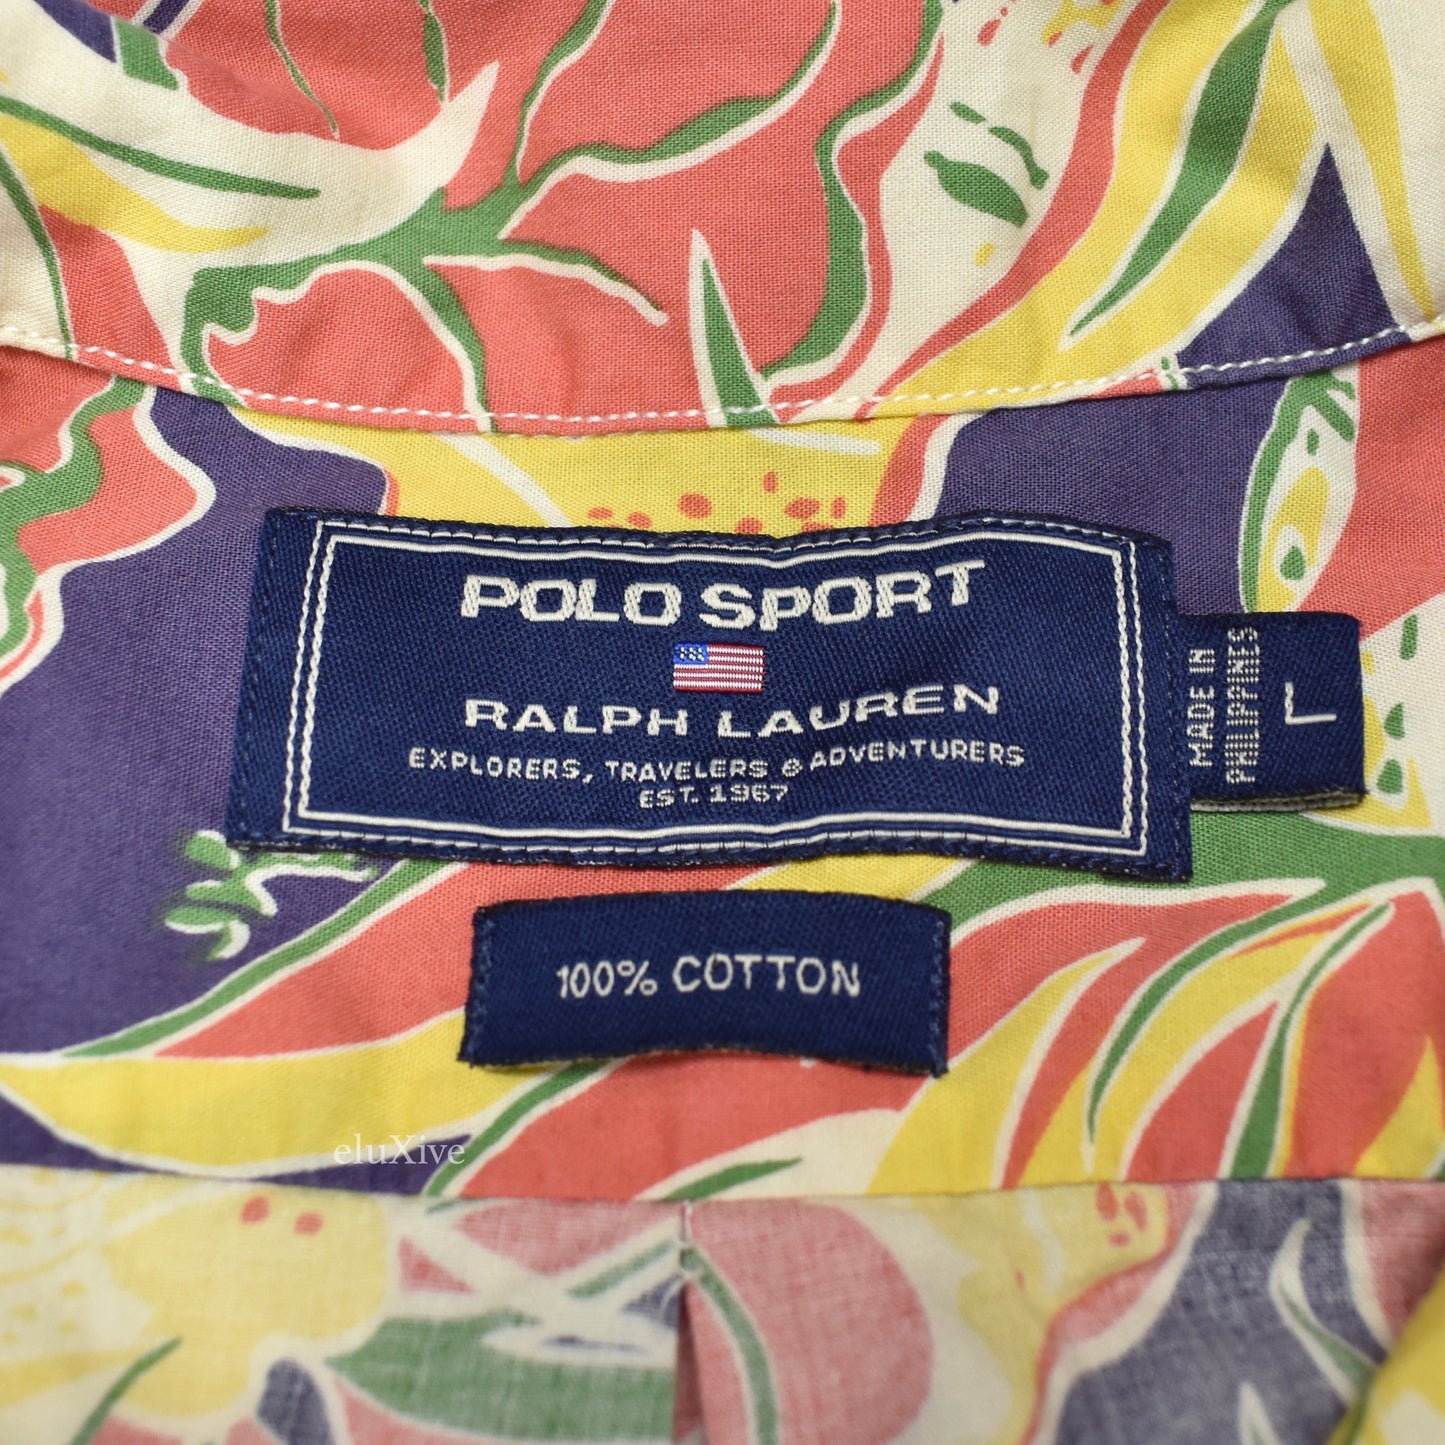 POLO SPORT
RALPH LAUREN
EXPLORERS, TRAVELERS & ADVENTURERS
EST. 1967
MADE IN
PHILIPPINES
L
100% COTTON
eluXive